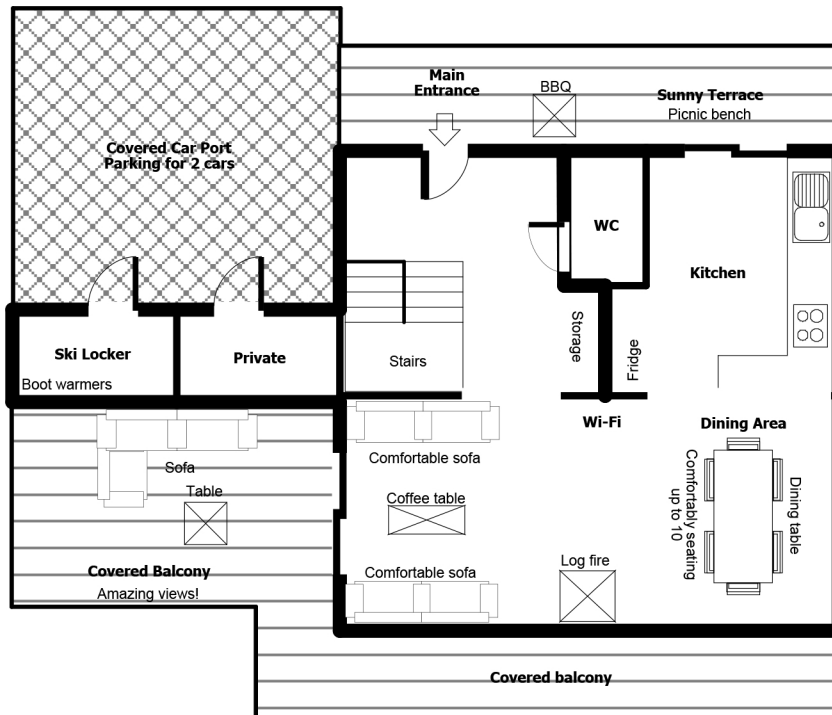 Main
Entrance
BBQ
Sunny Terrace
Picnic bench
Covered Car Port
Parking for 2 cars
WC
Kitchen
Ski Locker
Boot warmers
Private
Stairs
Storage
Fridge
Wi-Fi
Dining Area
Comfortable sofa
Sofa
Table
Coffee table
Comfortably seating
up to 10
Dining table
Covered Balcony
Amazing views!
Comfortable sofa
Log fire
Covered balcony